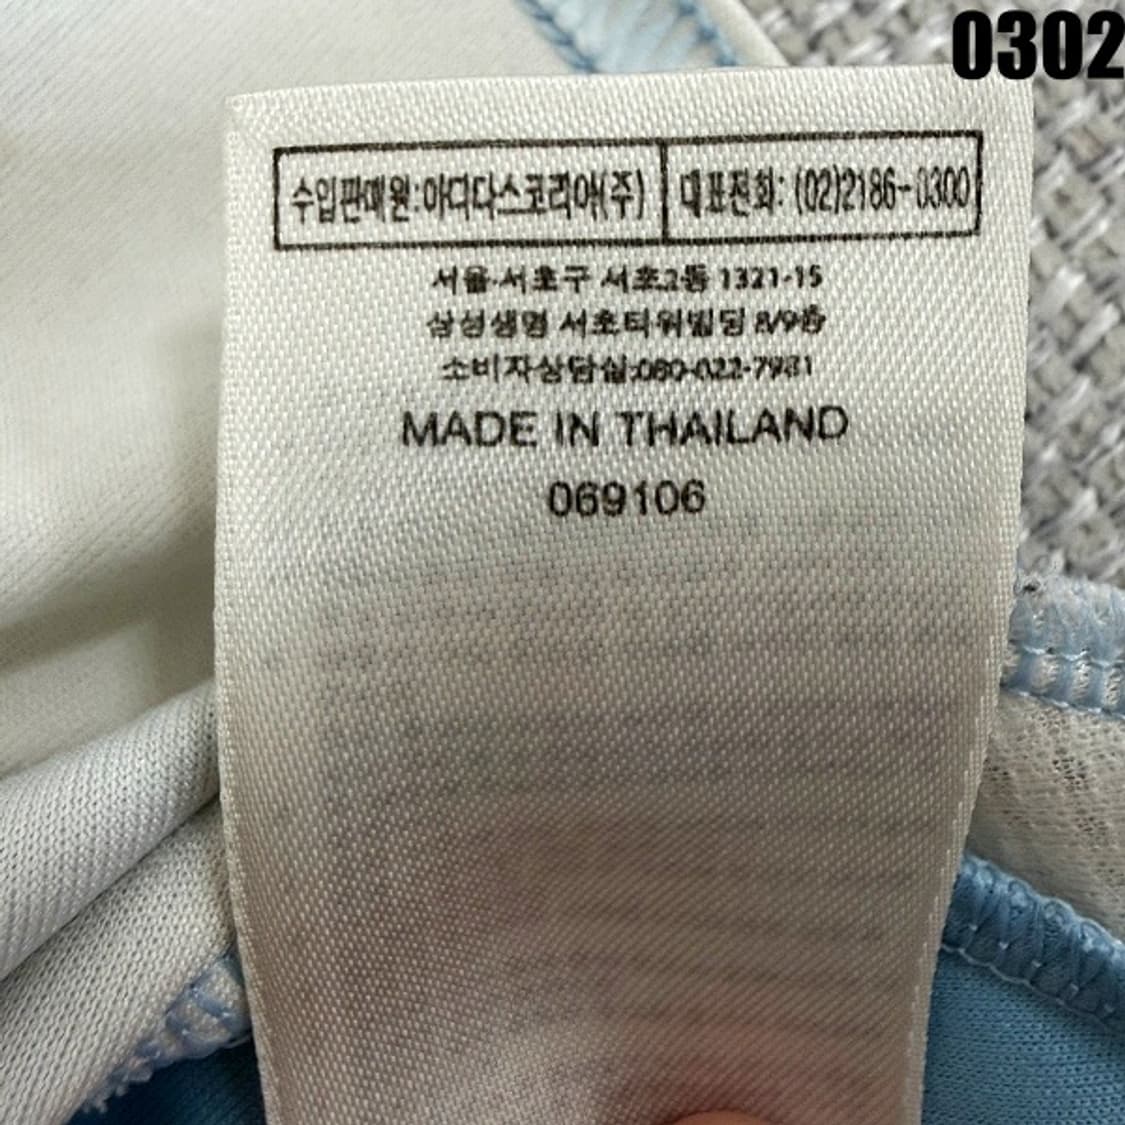 0302
수입판매원:아디다스코리아(주) 대표전화: (02)2186-0300
서울·서초구 서초2동 1321-15
삼성생명 서초타워빌딩 8/9층
소비자상담실:080-022-7981
MADE IN THAILAND
069106